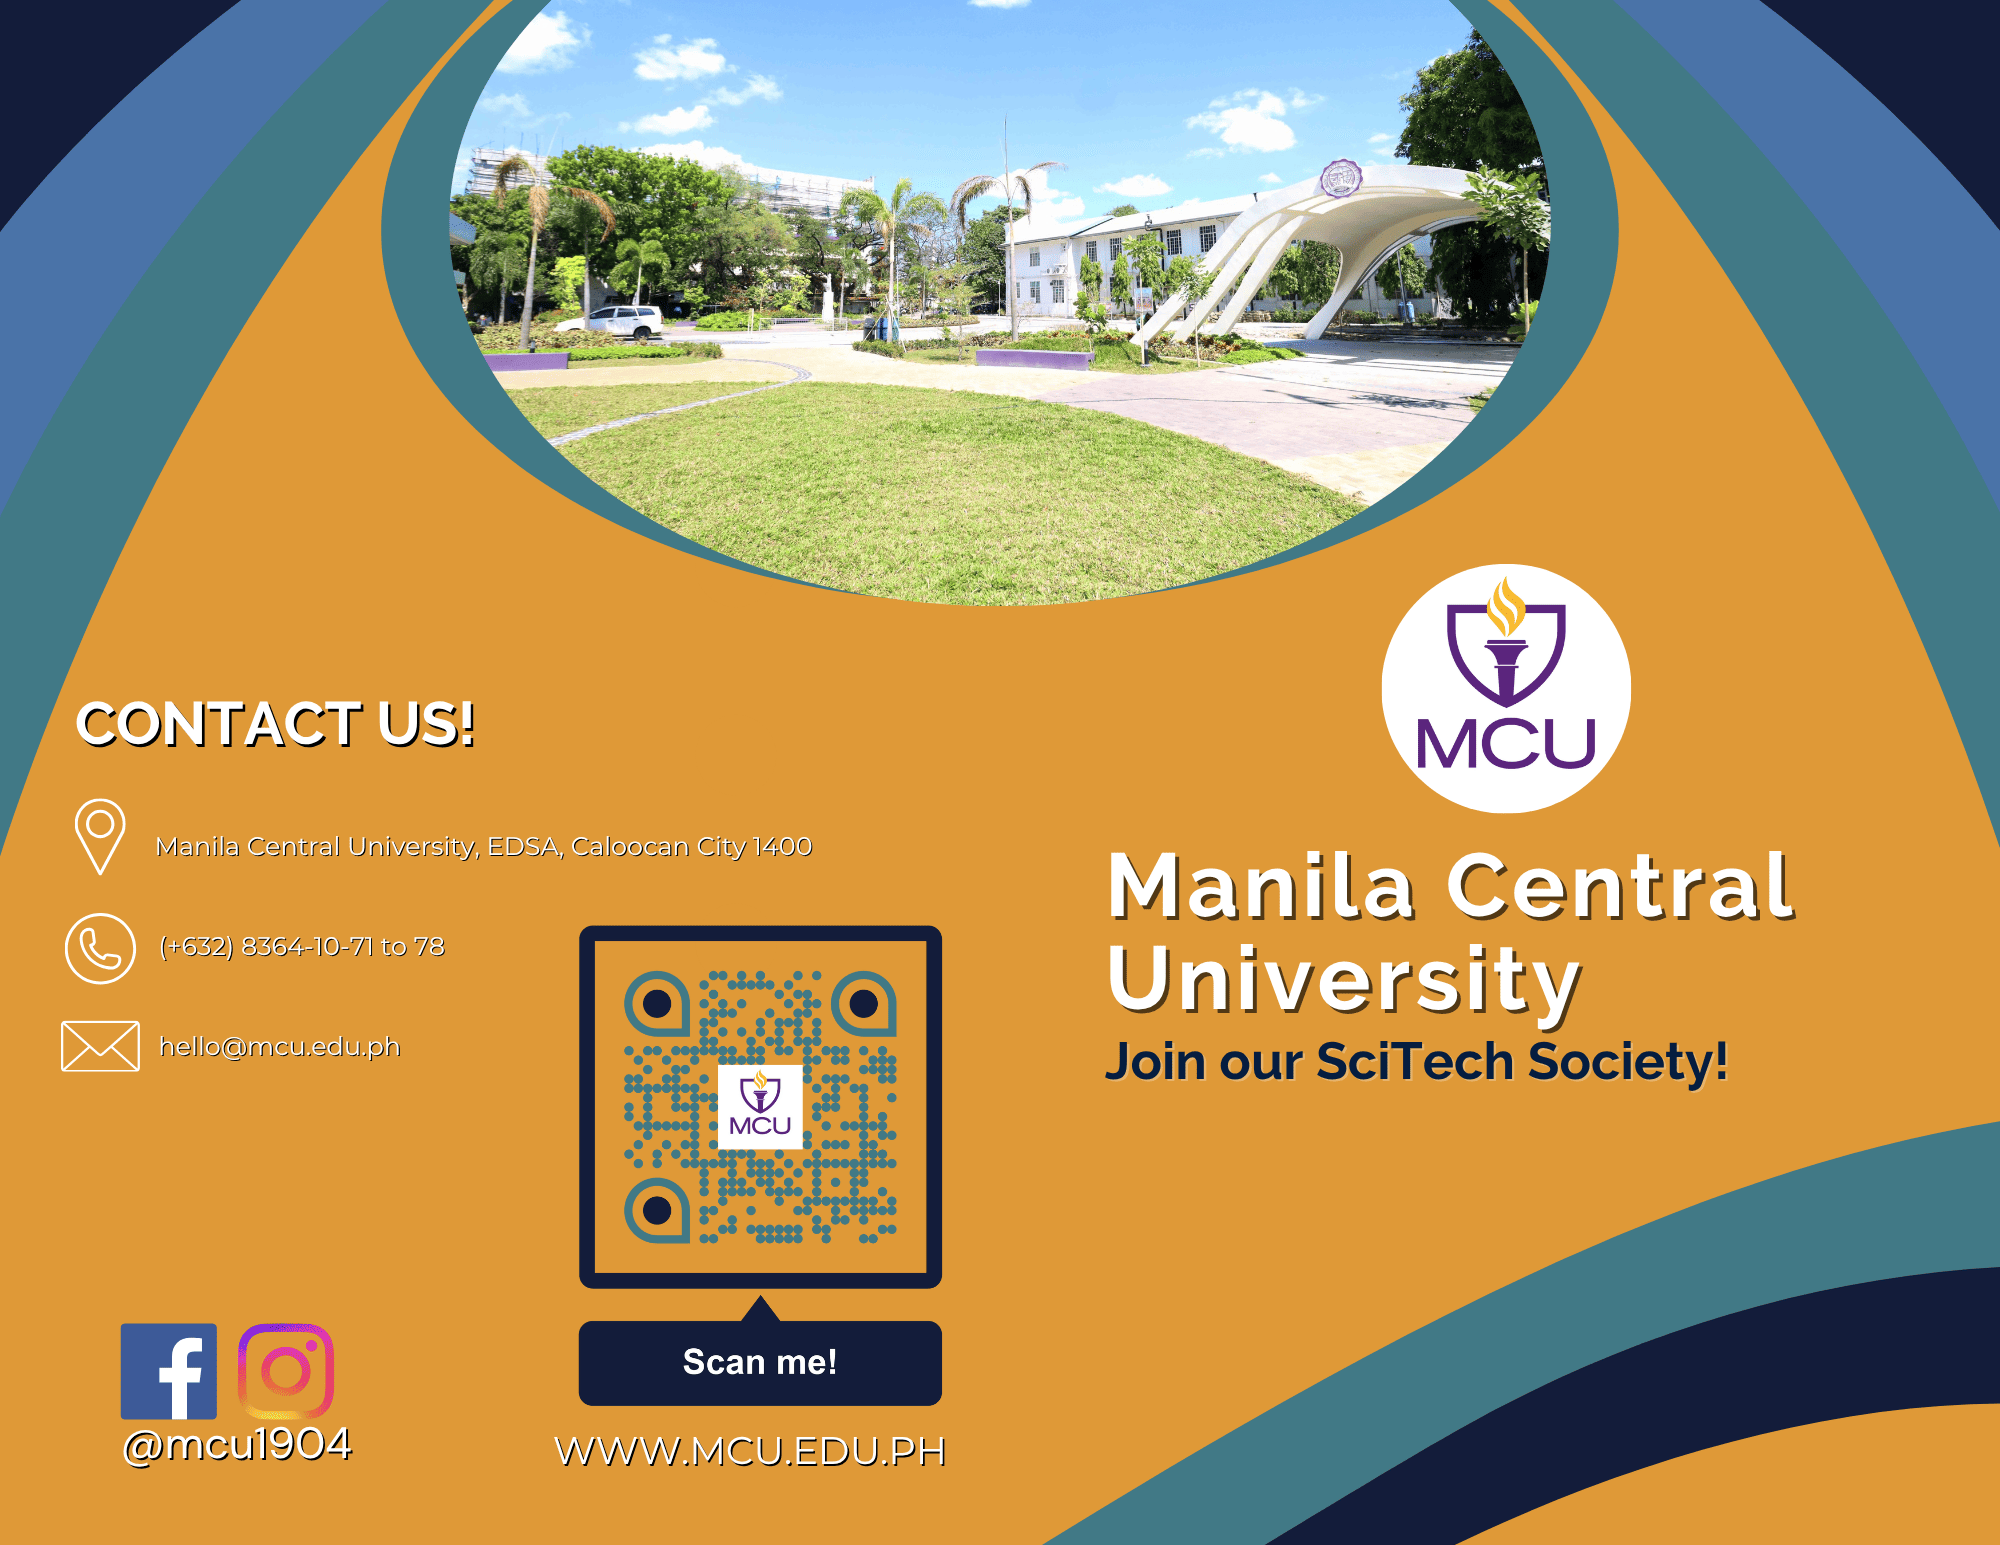 CONTACT US!
Manila Central University, EDSA, Caloocan City 1400
(+632) 8364-10-71 to 78
hello@mcu.edu.ph
MCU
Scan me!
@mcu1904
WWW.MCU.EDU.PH
MCU
Manila Central
University
Join our SciTech Society!